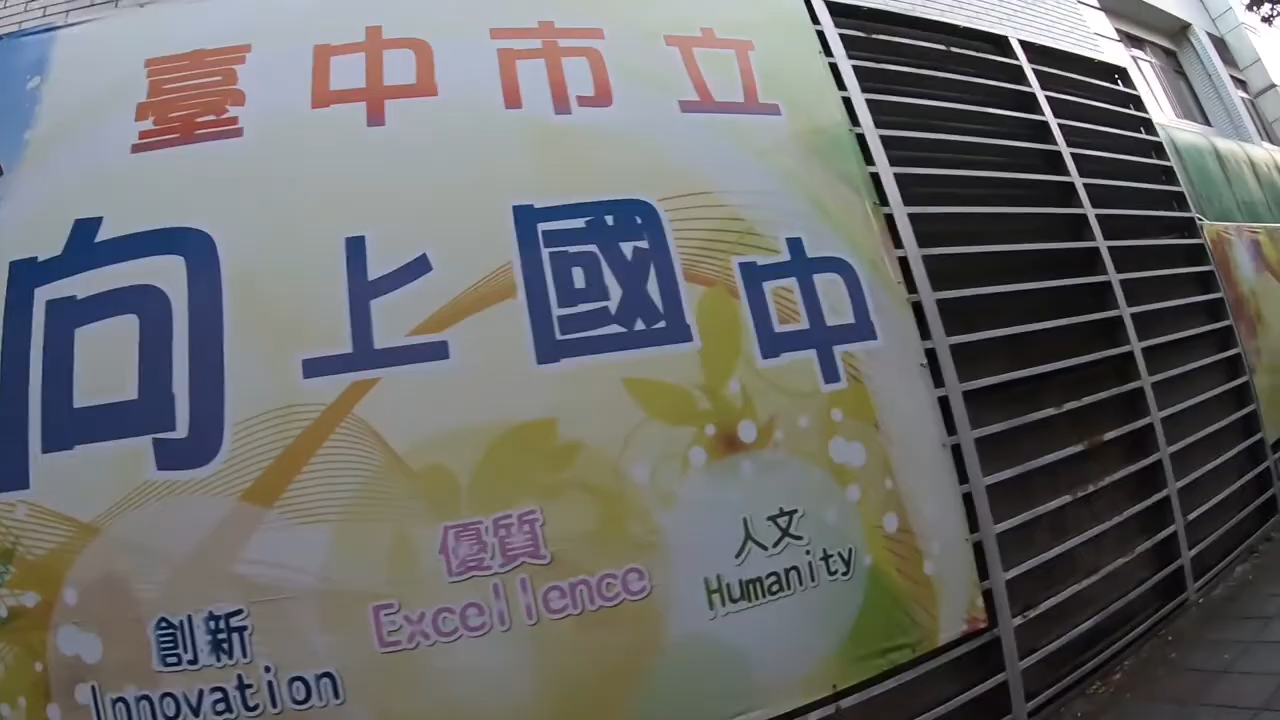 臺中市立
向上國中
優質
Excellence
人文
Humanity
創新
Innovation